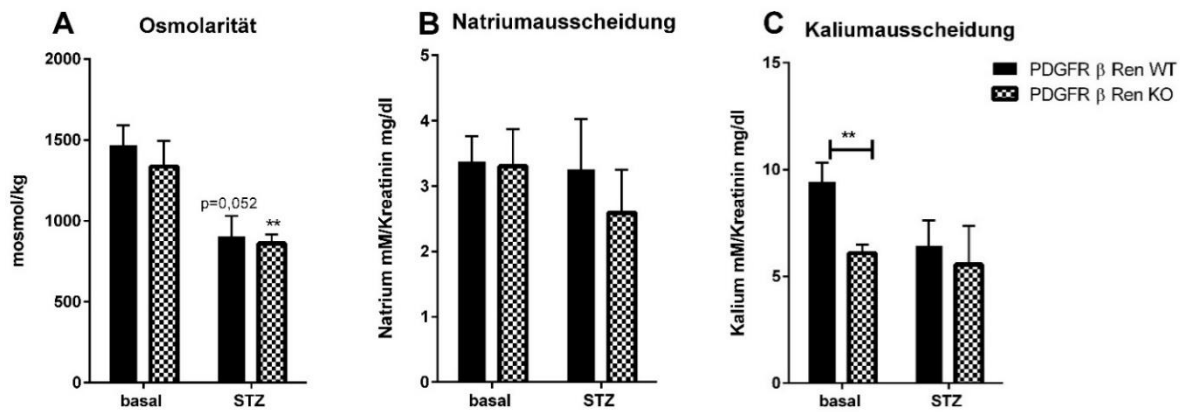 A Osmolarität
mosmol/kg
2000
1500
1000
500
0
p=0,052
**
basal STZ
B Natriumausscheidung
Natrium mM/Kreatinin mg/dl
5
4
3
2
1
0
basal STZ
C Kaliumausscheidung
Kalium mM/Kreatinin mg/dl
15
10
5
0
**
basal STZ
PDGFR β Ren WT
PDGFR β Ren KO